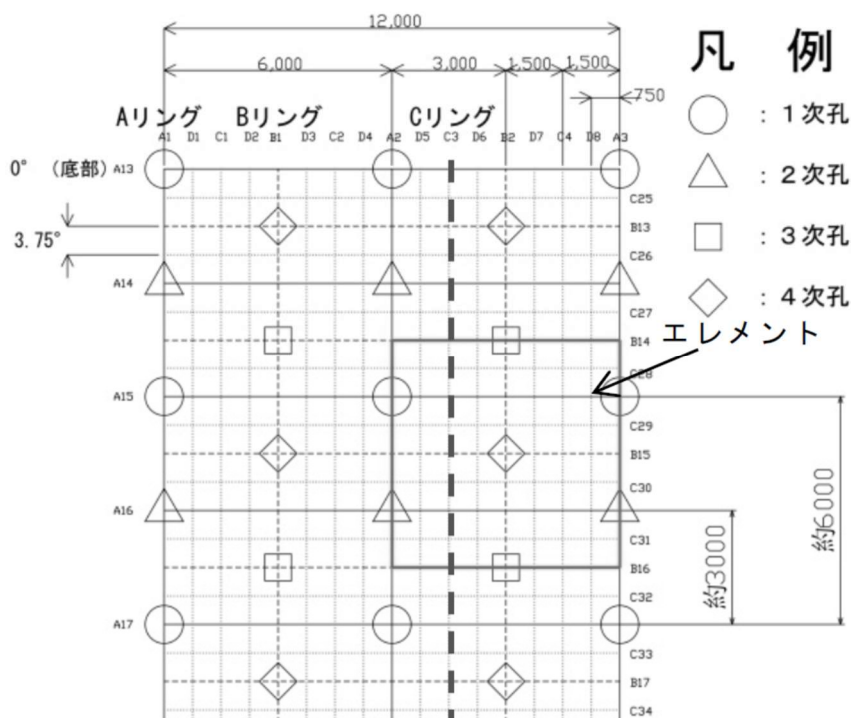 12,000
6,000 3,000 1,500 1,500
750
凡 例
Aリング Bリング Cリング
A1 D1 C1 D2 B1 D3 C2 D4 A2 D5 C3 D6 B2 D7 C4 D8 A3
○ : 1次孔
△ : 2次孔
□ : 3次孔
◇ : 4次孔
0° (底部) A13
C25
B13
3.75°
C26
A14
C27
エレメント
B14
C28
A15
C29
B15
C30
A16
C31
B16
C32
A17
C33
B17
C34
約3000
約6000